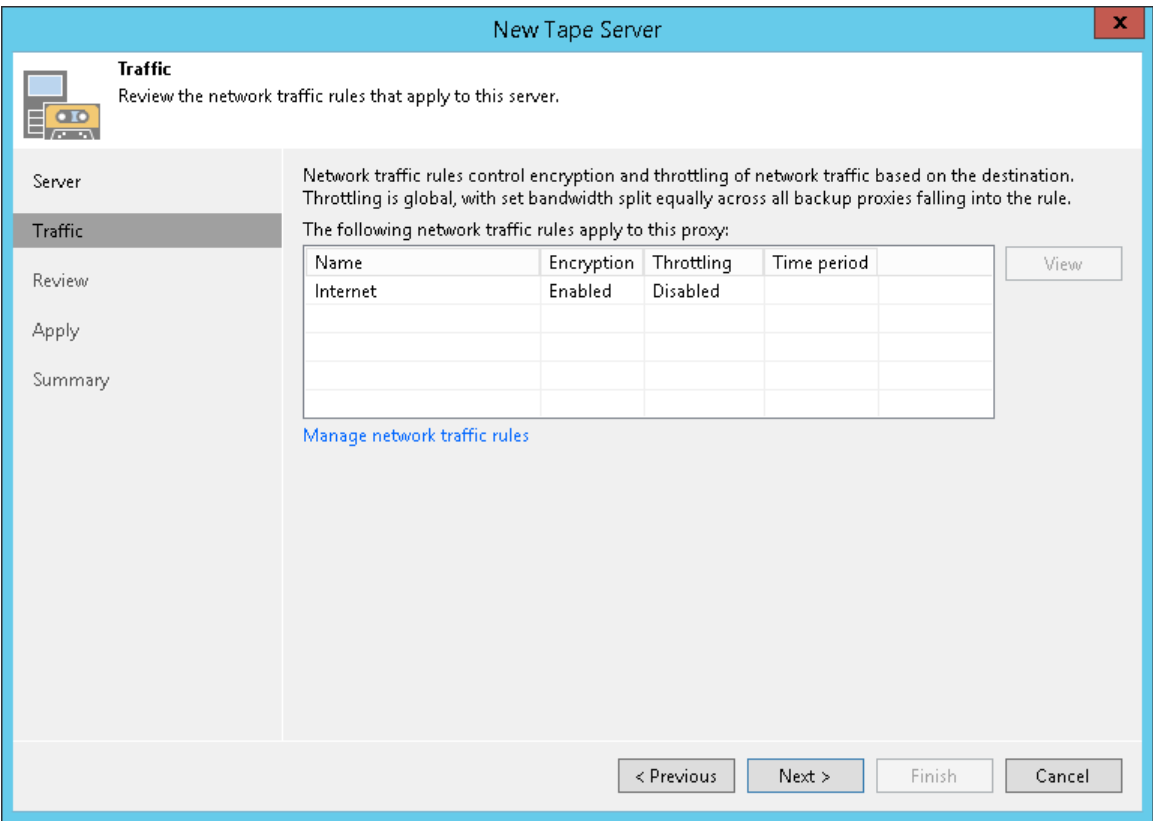 New Tape Server
x
Traffic
Review the network traffic rules that apply to this server.
Server
Traffic
Review
Apply
Summary
Network traffic rules control encryption and throttling of network traffic based on the destination.
Throttling is global, with set bandwidth split equally across all backup proxies falling into the rule.
The following network traffic rules apply to this proxy:
Name Encryption Throttling Time period
Internet Enabled Disabled
View
Manage network traffic rules
< Previous Next > Finish Cancel